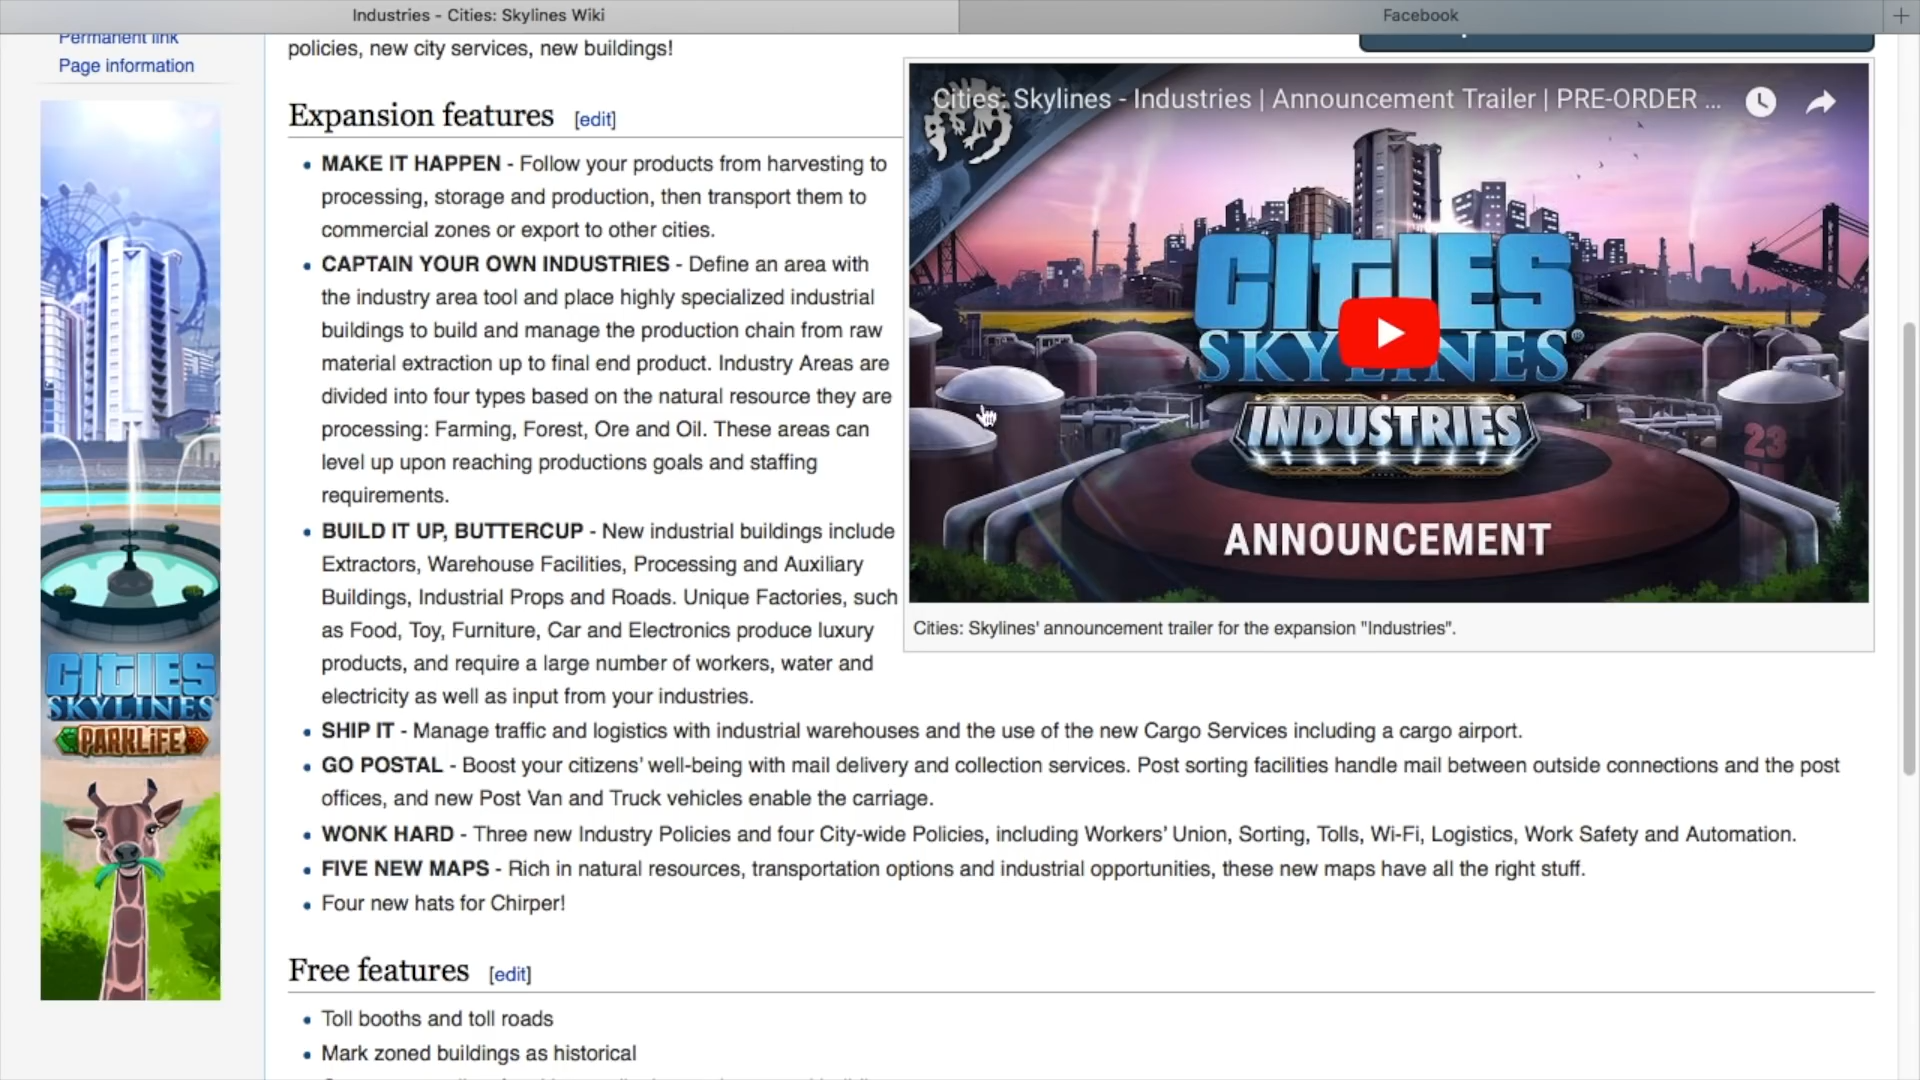 Industries - Cities: Skylines Wiki
Facebook
Permanent link
Page information
policies, new city services, new buildings!
Expansion features [edit]
MAKE IT HAPPEN - Follow your products from harvesting to
processing, storage and production, then transport them to
commercial zones or export to other cities.
CAPTAIN YOUR OWN INDUSTRIES - Define an area with
the industry area tool and place highly specialized industrial
buildings to build and manage the production chain from raw
material extraction up to final end product. Industry Areas are
divided into four types based on the natural resource they are
processing: Farming, Forest, Ore and Oil. These areas can
level up upon reaching productions goals and staffing
requirements.
BUILD IT UP, BUTTERCUP - New industrial buildings include
Extractors, Warehouse Facilities, Processing and Auxiliary
Buildings, Industrial Props and Roads. Unique Factories, such
as Food, Toy, Furniture, Car and Electronics produce luxury
products, and require a large number of workers, water and
electricity as well as input from your industries.
SHIP IT - Manage traffic and logistics with industrial warehouses and the use of the new Cargo Services including a cargo airport.
GO POSTAL - Boost your citizens' well-being with mail delivery and collection services. Post sorting facilities handle mail between outside connections and the post
offices, and new Post Van and Truck vehicles enable the carriage.
WONK HARD - Three new Industry Policies and four City-wide Policies, including Workers' Union, Sorting, Tolls, Wi-Fi, Logistics, Work Safety and Automation.
FIVE NEW MAPS - Rich in natural resources, transportation options and industrial opportunities, these new maps have all the right stuff.
Four new hats for Chirper!
Free features [edit]
Toll booths and toll roads
Mark zoned buildings as historical
Cities: Skylines - Industries | Announcement Trailer | PRE-ORDER ...
CITIES
SKYLINES
INDUSTRIES
23
ANNOUNCEMENT
Cities: Skylines' announcement trailer for the expansion "Industries".
CITIES
SKYLINES
PARKLIFE